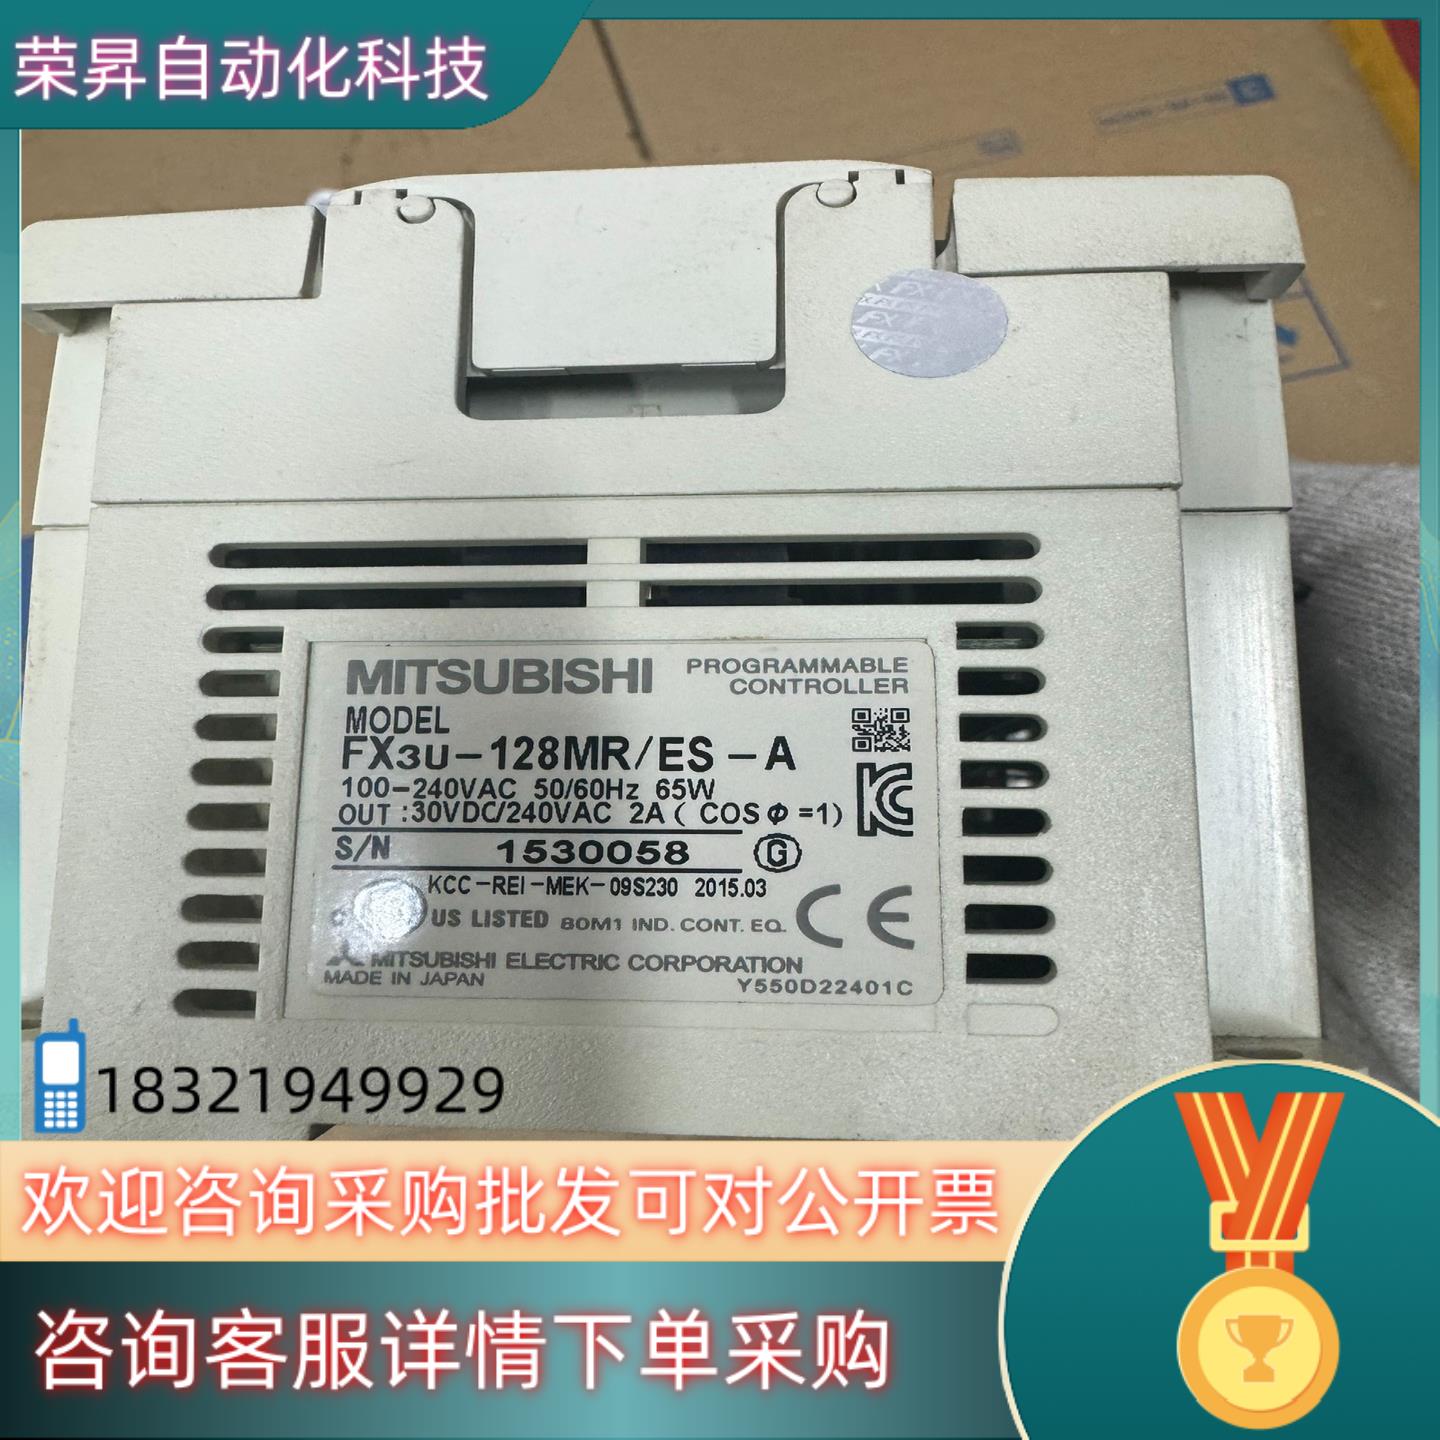 荣昇自动化科技
MITSUBISHI
PROGRAMMABLE
CONTROLLER
MODEL
FX3U-128MR/ES-A
100-240VAC 50/60Hz 65W
OUT :30VDC/240VAC 2A ( COS Φ =1)
S/N 1530058 G
KCC-REI-MEK-09S230 2015.03
US LISTED 80M1 IND. CONT. EQ.
CE
MITSUBISHI ELECTRIC CORPORATION
MADE IN JAPAN
Y550D22401C
18321949929
欢迎咨询采购批发可对公开票
咨询客服详情下单采购